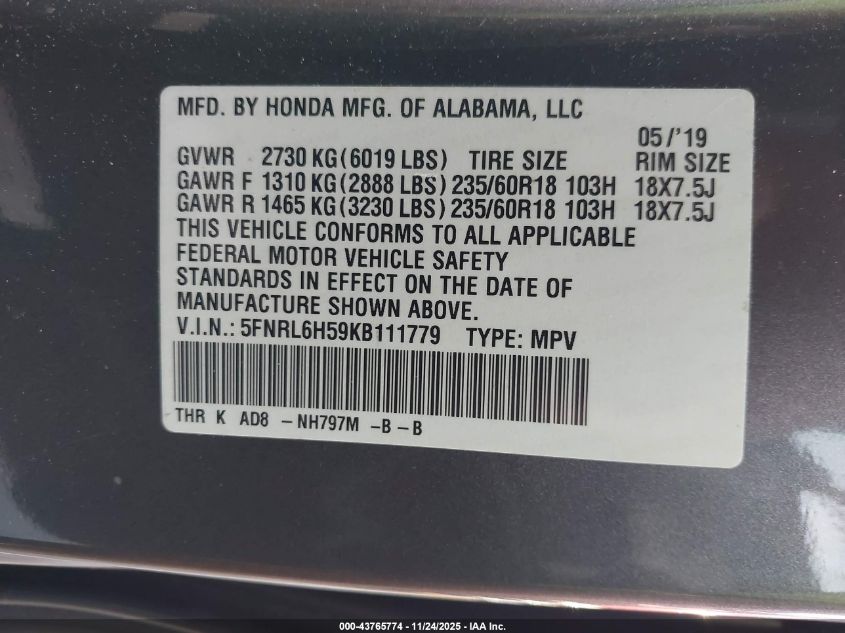 MFD. BY HONDA MFG. OF ALABAMA, LLC
05/'19
GVWR 2730 KG(6019 LBS) TIRE SIZE RIM SIZE
GAWR F 1310 KG(2888 LBS) 235/60R18 103H 18X7.5J
GAWR R 1465 KG(3230 LBS) 235/60R18 103H 18X7.5J
THIS VEHICLE CONFORMS TO ALL APPLICABLE
FEDERAL MOTOR VEHICLE SAFETY
STANDARDS IN EFFECT ON THE DATE OF
MANUFACTURE SHOWN ABOVE.
V.I.N.: 5FNRL6H59KB111779 TYPE: MPV
THR K AD8 -NH797M -B-B
000-43765774 - 11/24/2025 - IAA Inc.